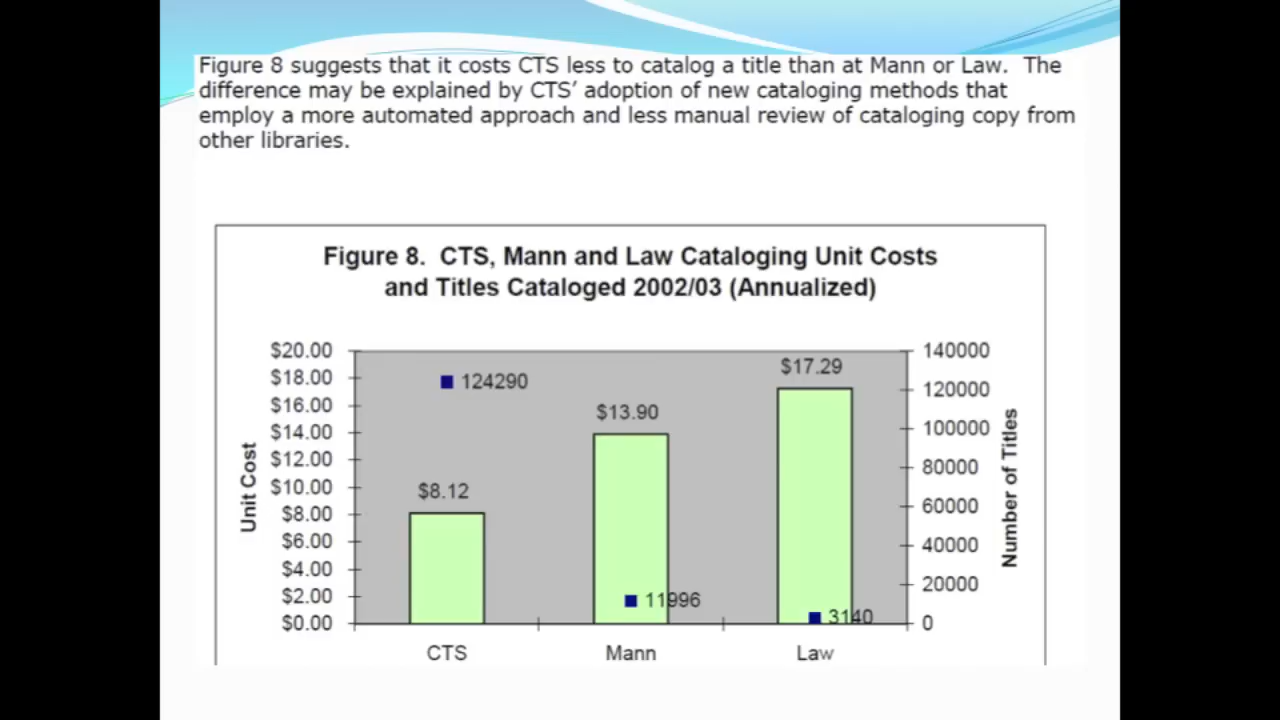 Figure 8 suggests that it costs CTS less to catalog a title than at Mann or Law. The
difference may be explained by CTS’ adoption of new cataloging methods that
employ a more automated approach and less manual review of cataloging copy from
other libraries.
Figure 8. CTS, Mann and Law Cataloging Unit Costs
and Titles Cataloged 2002/03 (Annualized)
Unit Cost
$20.00
$18.00
$16.00
$14.00
$12.00
$10.00
$8.00
$6.00
$4.00
$2.00
$0.00
124290
$8.12
$13.90
11996
$17.29
3140
140000
120000
100000
80000
60000
40000
20000
0
Number of Titles
CTS Mann Law